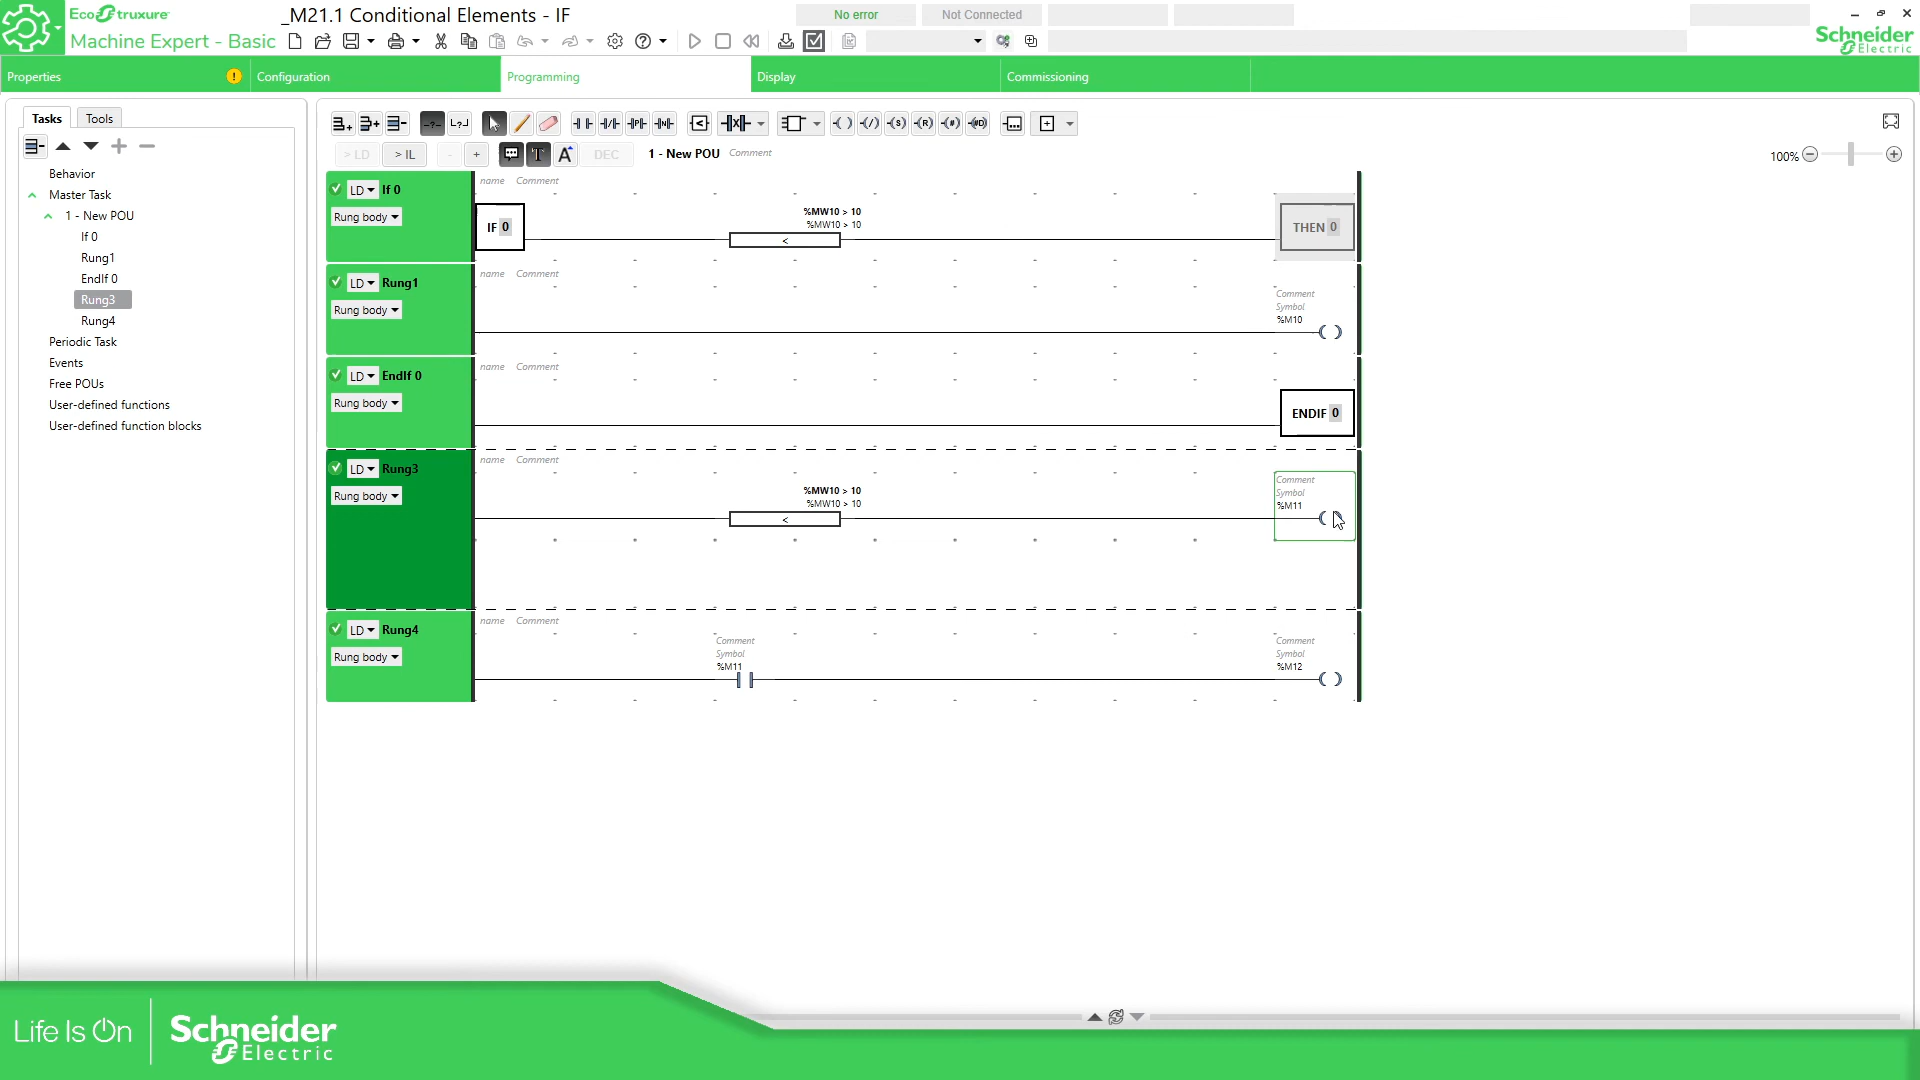 EcoStruxure
Machine Expert - Basic
_M21.1 Conditional Elements - IF
No error
Not Connected
Schneider
Electric
Properties
Configuration
Programming
Display
Commissioning
Tasks
Tools
Behavior
Master Task
1 - New POU
If 0
Rung1
EndIf 0
Rung3
Rung4
Periodic Task
Events
Free POUs
User-defined functions
User-defined function blocks
> LD
> IL
-
+
DEC
1 - New POU Comment
100%
LD If 0
Rung body
name Comment
IF 0
%MW10 > 10
%MW10 > 10
<
THEN 0
LD Rung1
Rung body
name Comment
Comment
Symbol
%M10
LD EndIf 0
Rung body
name Comment
ENDIF 0
LD Rung3
Rung body
name Comment
%MW10 > 10
%MW10 > 10
<
Comment
Symbol
%M11
LD Rung4
Rung body
name Comment
Comment
Symbol
%M11
Comment
Symbol
%M12
Life Is On
Schneider
Electric